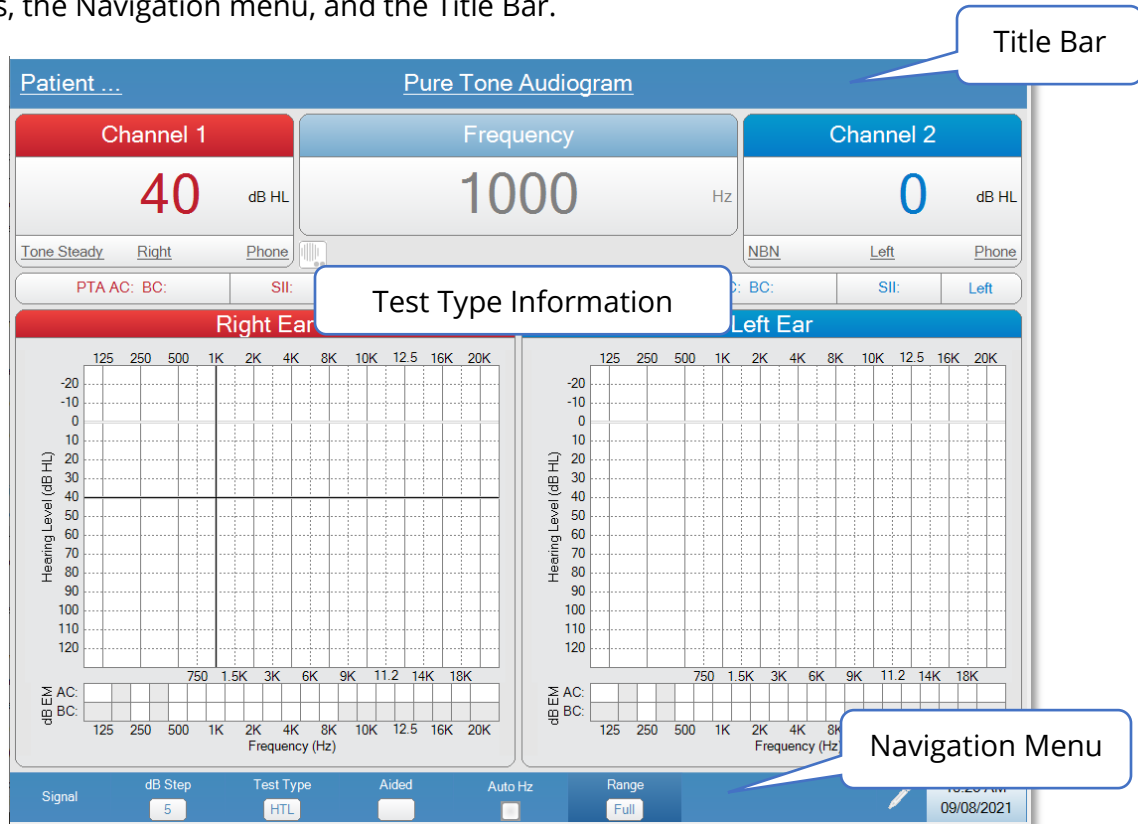 s, the Navigation menu, and the Title Bar.
Title Bar
Patient ... Pure Tone Audiogram
Channel 1 Frequency Channel 2
40 dB HL 1000 Hz 0 dB HL
Tone Steady Right Phone NBN Left Phone
PTA AC: BC: SII: BC: SII: Left
Test Type Information
Right Ear Left Ear
125 250 500 1K 2K 4K 8K 10K 12.5 16K 20K 125 250 500 1K 2K 4K 8K 10K 12.5 16K 20K
-20 -20
-10 -10
0 0
10 10
20 20
30 30
40 40
50 50
60 60
70 70
80 80
90 90
100 100
110 110
120 120
Hearing Level (dB HL) Hearing Level (dB HL)
750 1.5K 3K 6K 9K 11.2 14K 18K 750 1.5K 3K 6K 9K 11.2 14K 18K
dB EM AC: dB EM AC:
BC: BC:
125 250 500 1K 2K 4K 8K 10K 12.5 16K 20K 125 250 500 1K 2K 4K
Frequency (Hz) Frequency (Hz
Navigation Menu
Signal dB Step Test Type Aided Auto Hz Range
5 HTL Full 09/08/2021